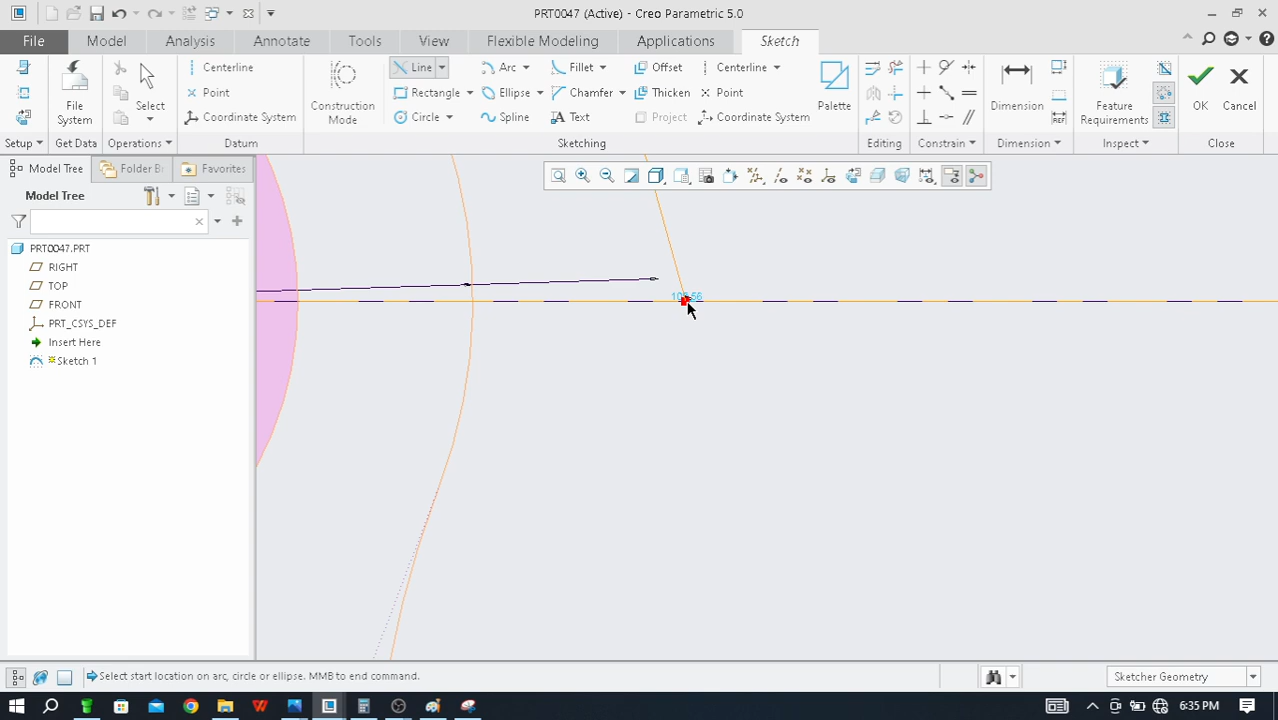 PRT0047 (Active) - Creo Parametric 5.0
File Model Analysis Annotate Tools View Flexible Modeling Applications Sketch
Centerline Line Arc Fillet Offset Centerline
Point Rectangle Ellipse Chamfer Thicken Point
Coordinate System Circle Spline Text Project Coordinate System
File System Select Construction Mode Palette Dimension Feature Requirements OK Cancel
Setup Get Data Operations Datum Sketching Editing Constrain Dimension Inspect Close
Model Tree Folder B Favorites
Model Tree
PRT0047.PRT
RIGHT
TOP
FRONT
PRT_CSYS_DEF
Insert Here
Sketch 1
Select start location on arc, circle or ellipse. MMB to end command.
Sketcher Geometry
6:35 PM